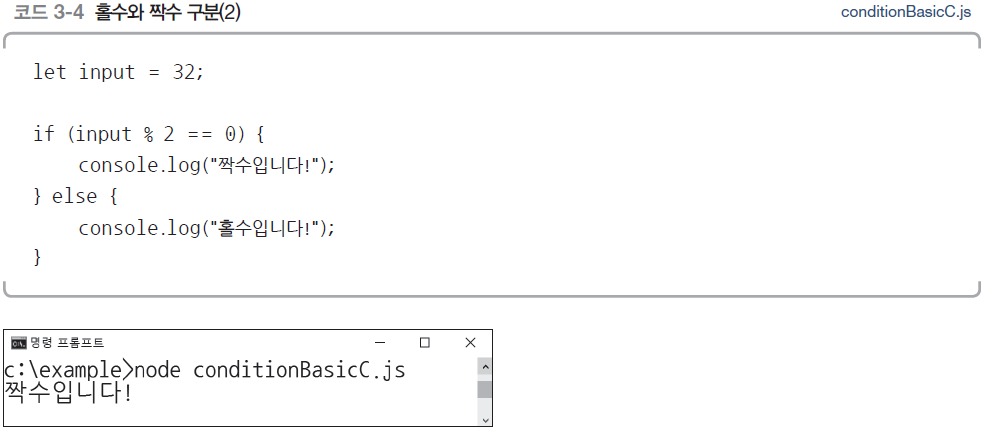 코드 3-4 홀수와 짝수 구분(2) conditionBasicC.js
let input = 32;
if (input % 2 == 0) {
    console.log("짝수입니다!");
} else {
    console.log("홀수입니다!");
}
명령 프롬프트
c:\example>node conditionBasicC.js
짝수입니다!